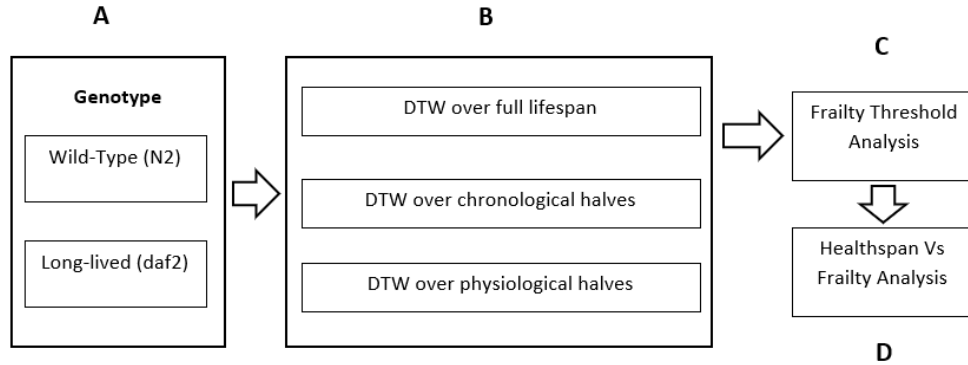 A
B
C
Genotype
Wild-Type (N2)
Long-lived (daf2)
DTW over full lifespan
DTW over chronological halves
DTW over physiological halves
Frailty Threshold
Analysis
Healthspan Vs
Frailty Analysis
D